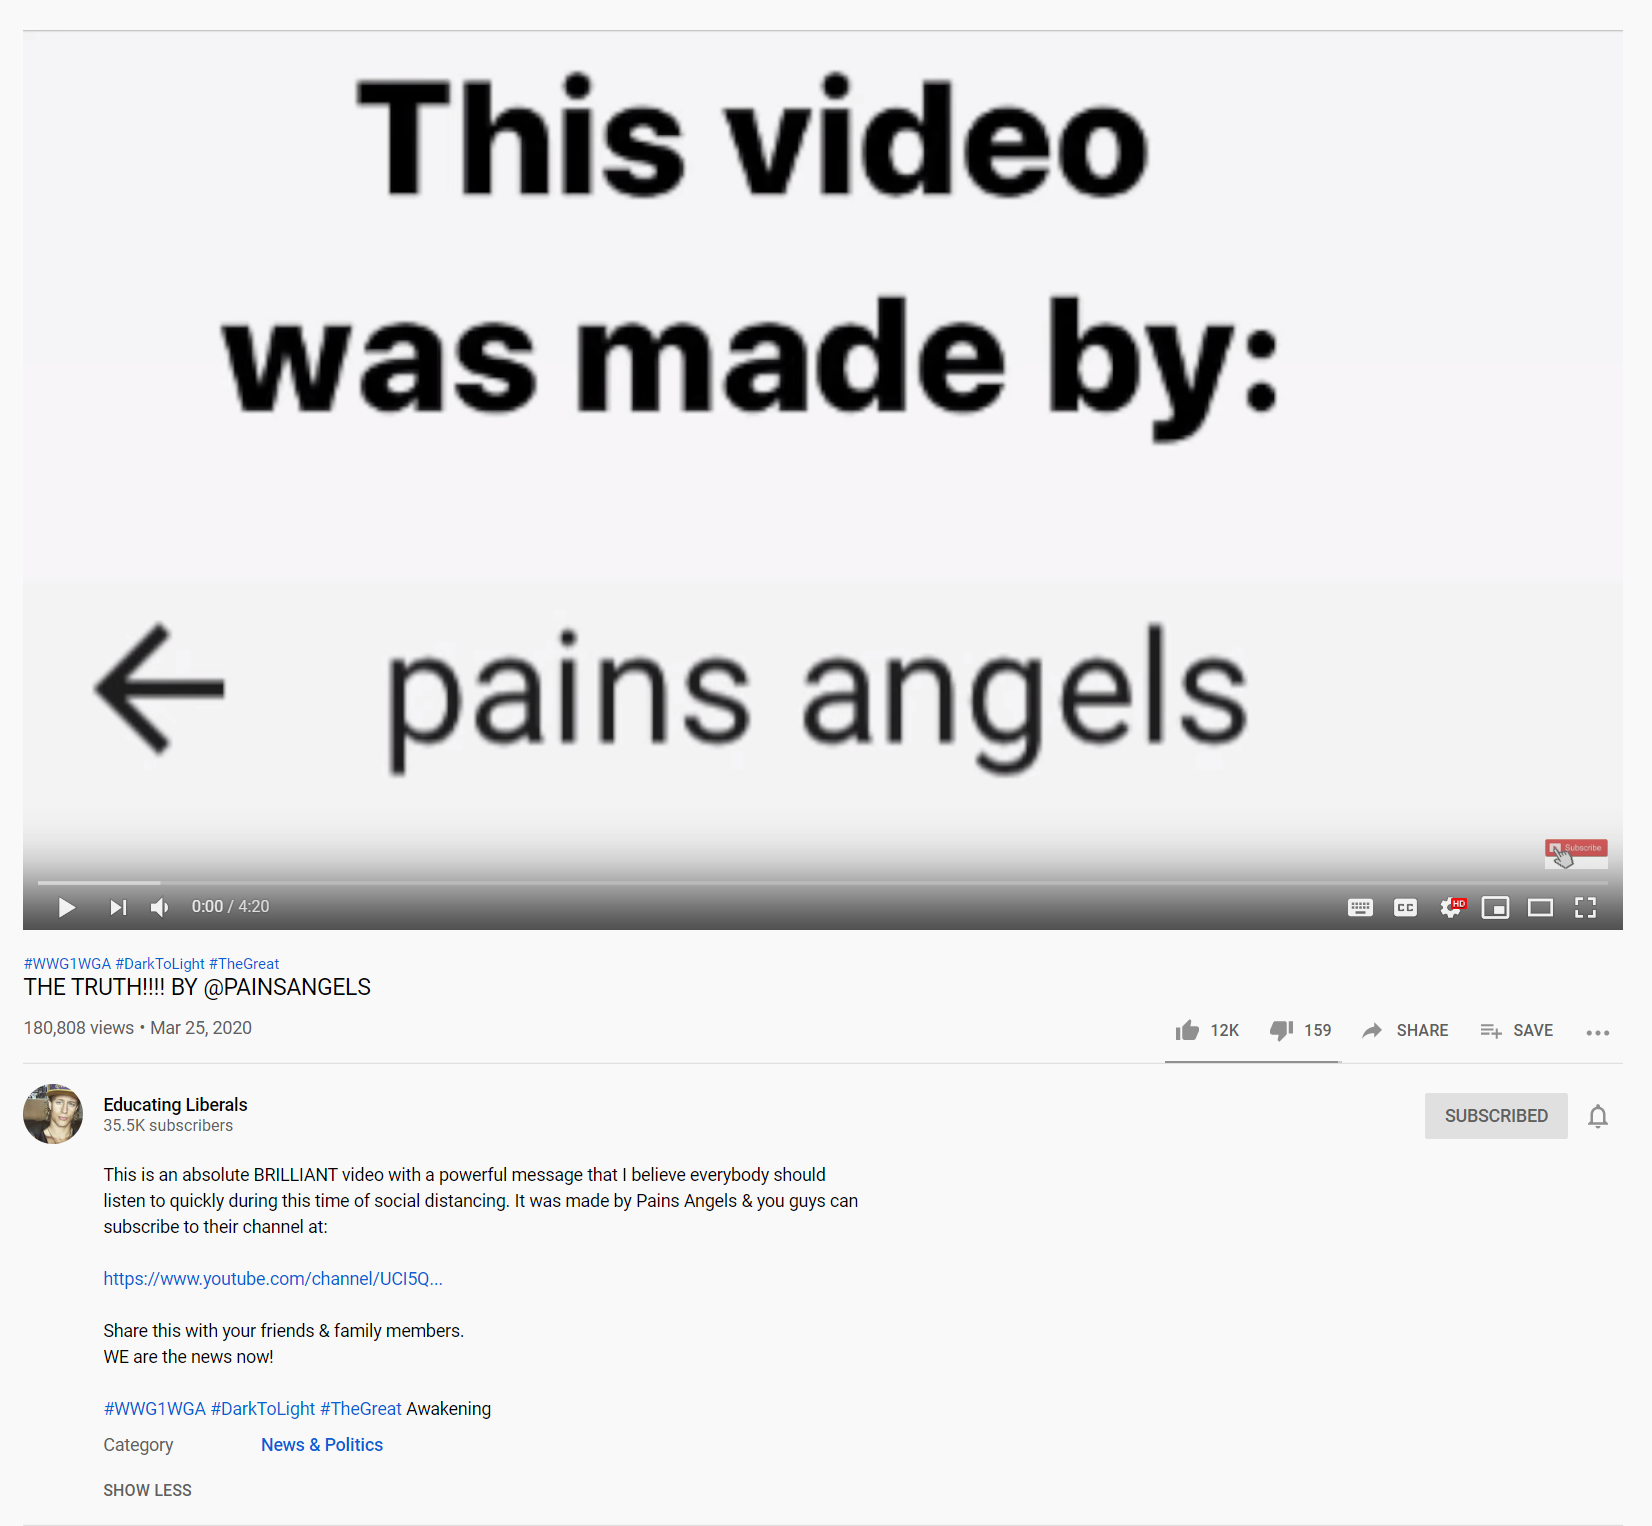 This video
was made by:
pains angels
Subscribe
0:00 / 4:20
CC
HD
#WWG1WGA #DarkToLight #TheGreat
THE TRUTH!!!! BY @PAINSANGELS
180,808 views • Mar 25, 2020
12K 159 SHARE SAVE
Educating Liberals
35.5K subscribers
SUBSCRIBED
This is an absolute BRILLIANT video with a powerful message that I believe everybody should
listen to quickly during this time of social distancing. It was made by Pains Angels & you guys can
subscribe to their channel at:
https://www.youtube.com/channel/UCI5Q...
Share this with your friends & family members.
WE are the news now!
#WWG1WGA #DarkToLight #TheGreat Awakening
Category News & Politics
SHOW LESS